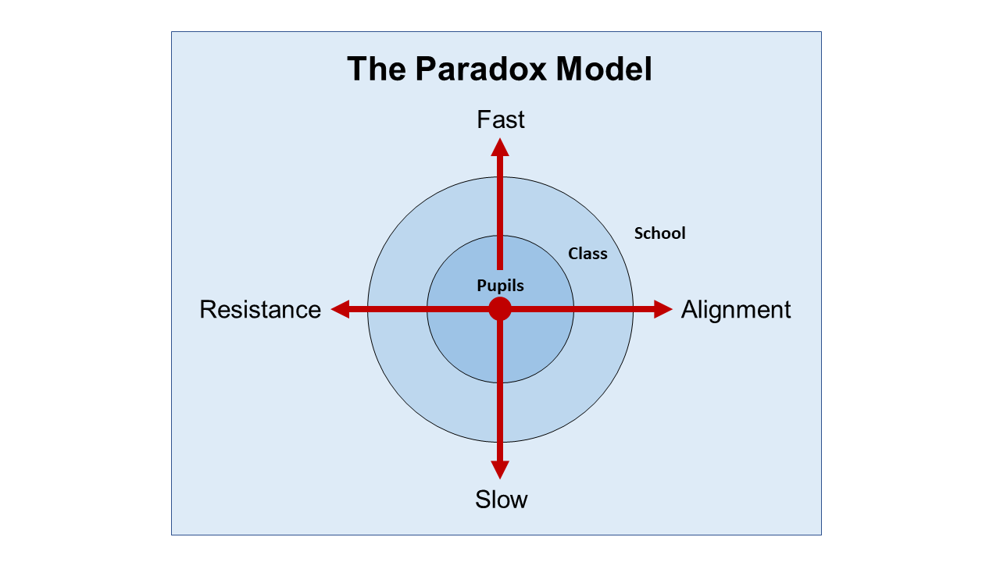 The Paradox Model
Fast
School
Class
Pupils
Resistance
Alignment
Slow